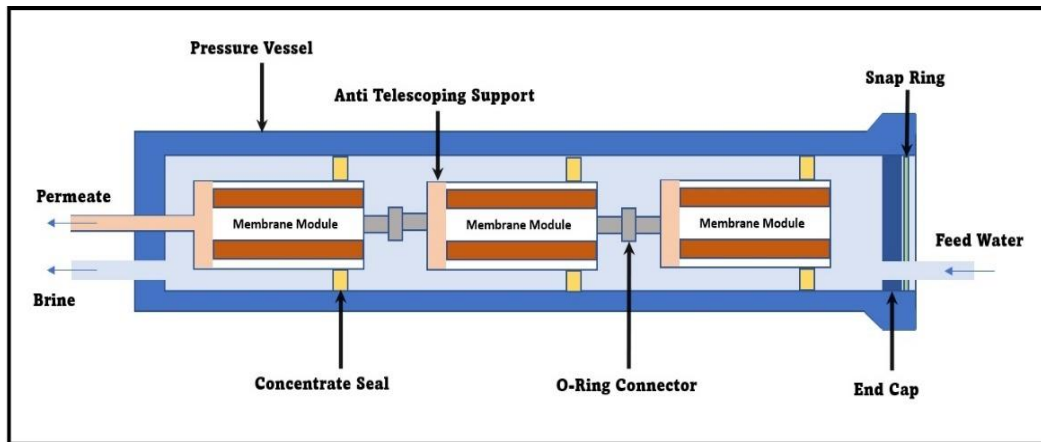 Pressure Vessel
Snap Ring
Anti Telescoping Support
Permeate
Membrane Module
Membrane Module
Membrane Module
Feed Water
Brine
Concentrate Seal
O-Ring Connector
End Cap